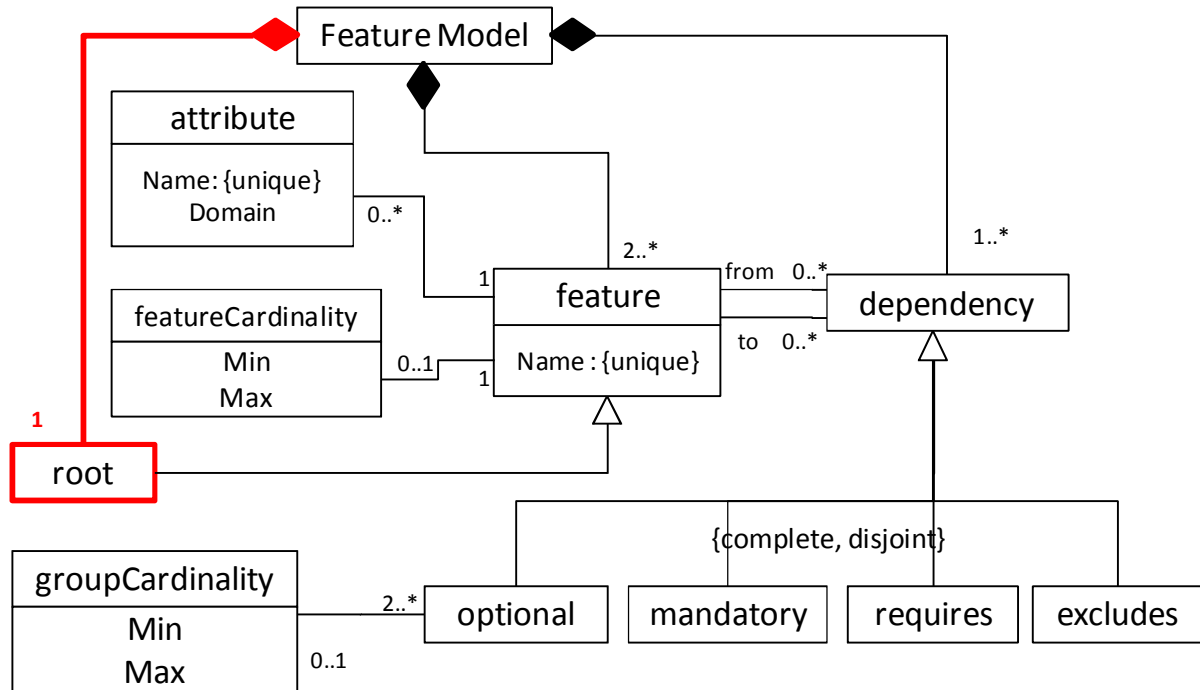 Feature Model
attribute
Name: {unique}
Domain
0..*
2..*
1..*
1
feature
Name : {unique}
from 0..*
to 0..*
dependency
featureCardinality
Min
Max
0..1
1
1
root
{complete, disjoint}
groupCardinality
Min
Max
2..*
0..1
optional
mandatory
requires
excludes